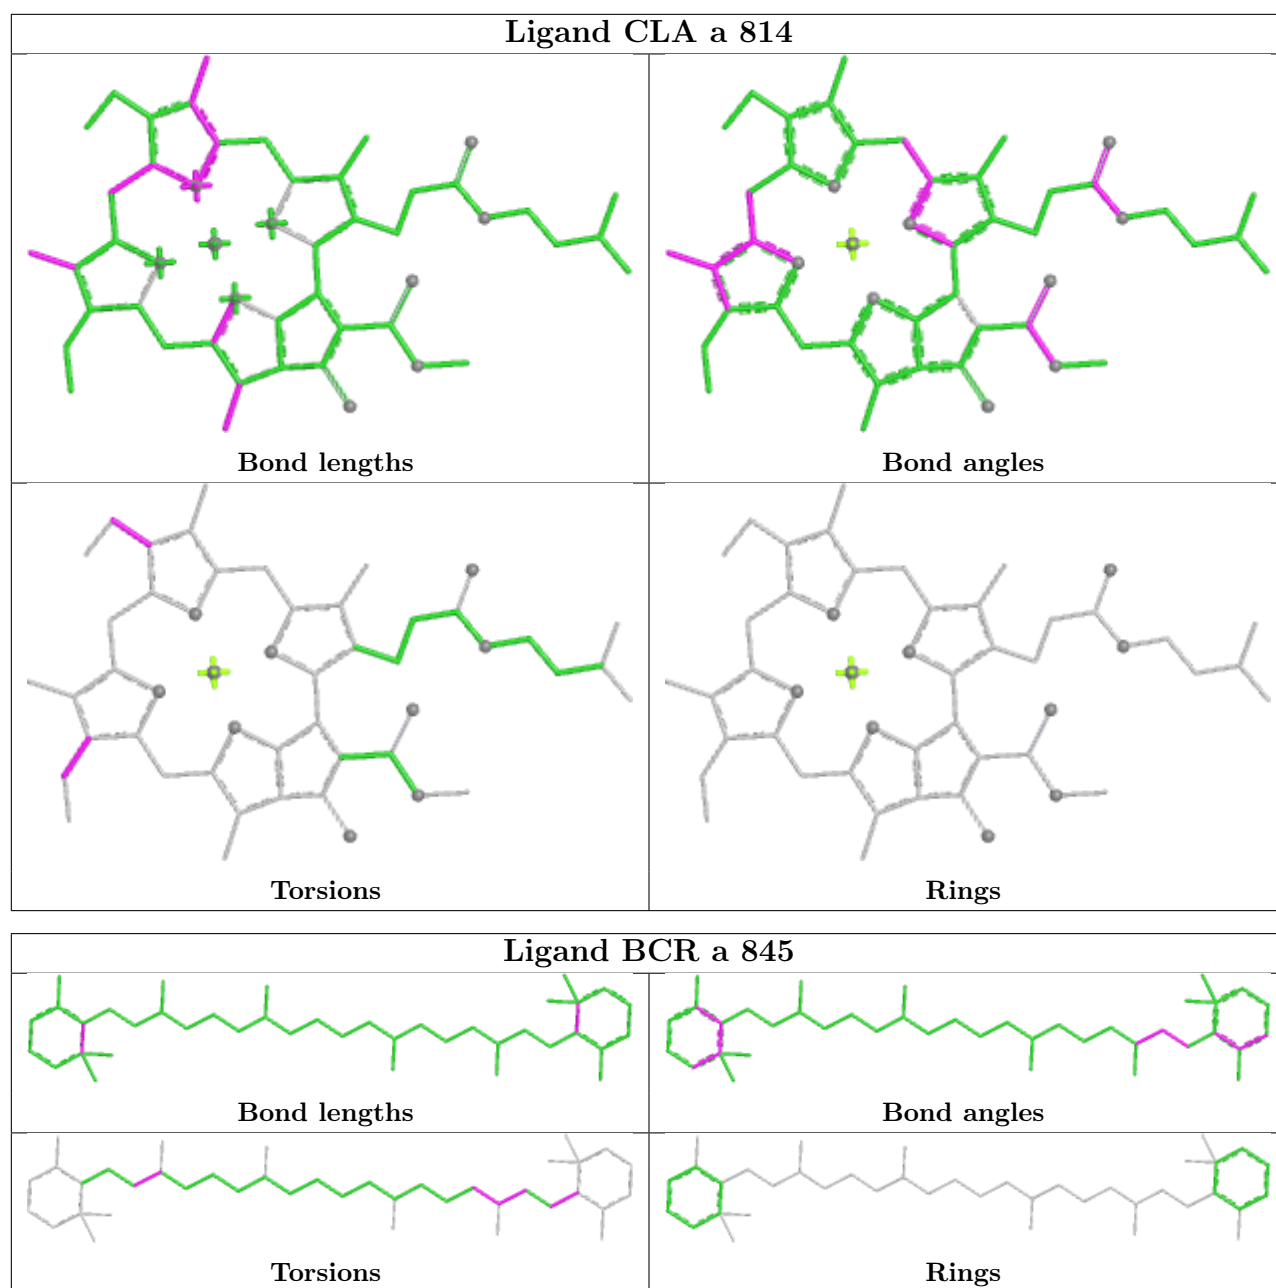 Ligand CLA a 814
Bond lengths
Bond angles
Torsions
Rings
Ligand BCR a 845
Bond lengths
Bond angles
Torsions
Rings